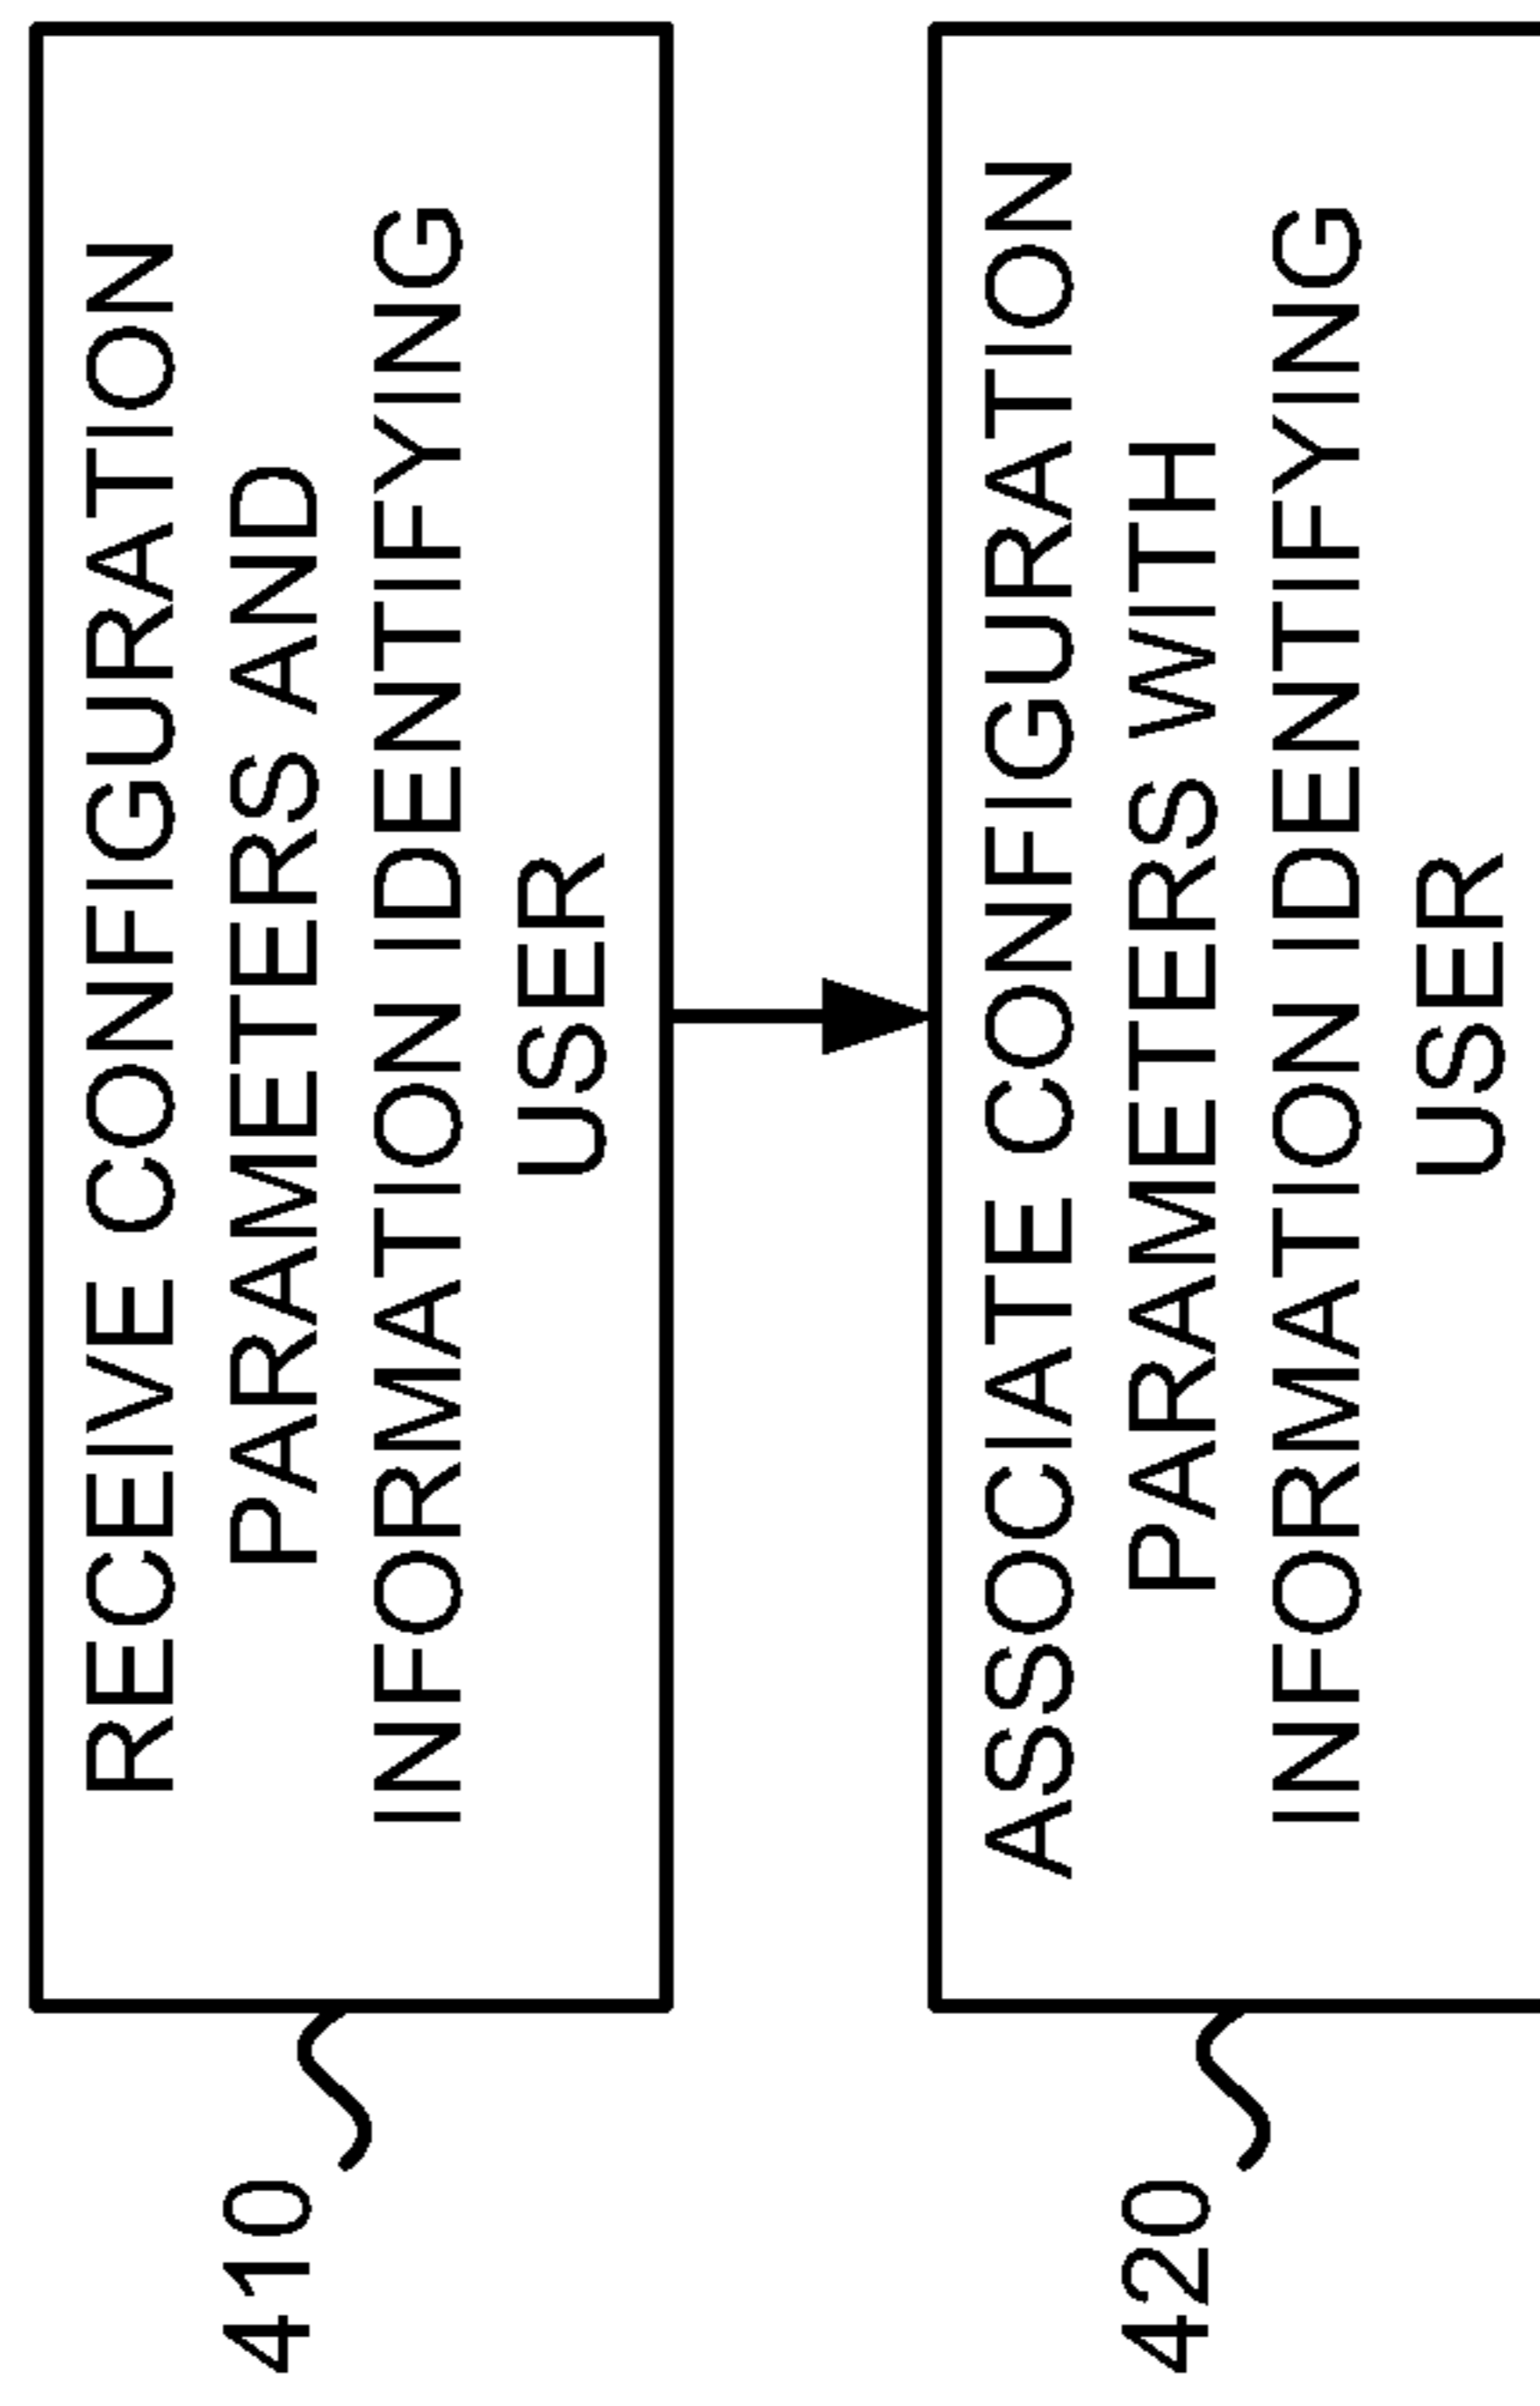 410
RECEIVE CONFIGURATION
PARAMETERS AND
INFORMATION IDENTIFYING
USER
420
ASSOCIATE CONFIGURATION
PARAMETERS WITH
INFORMATION IDENTIFYING
USER